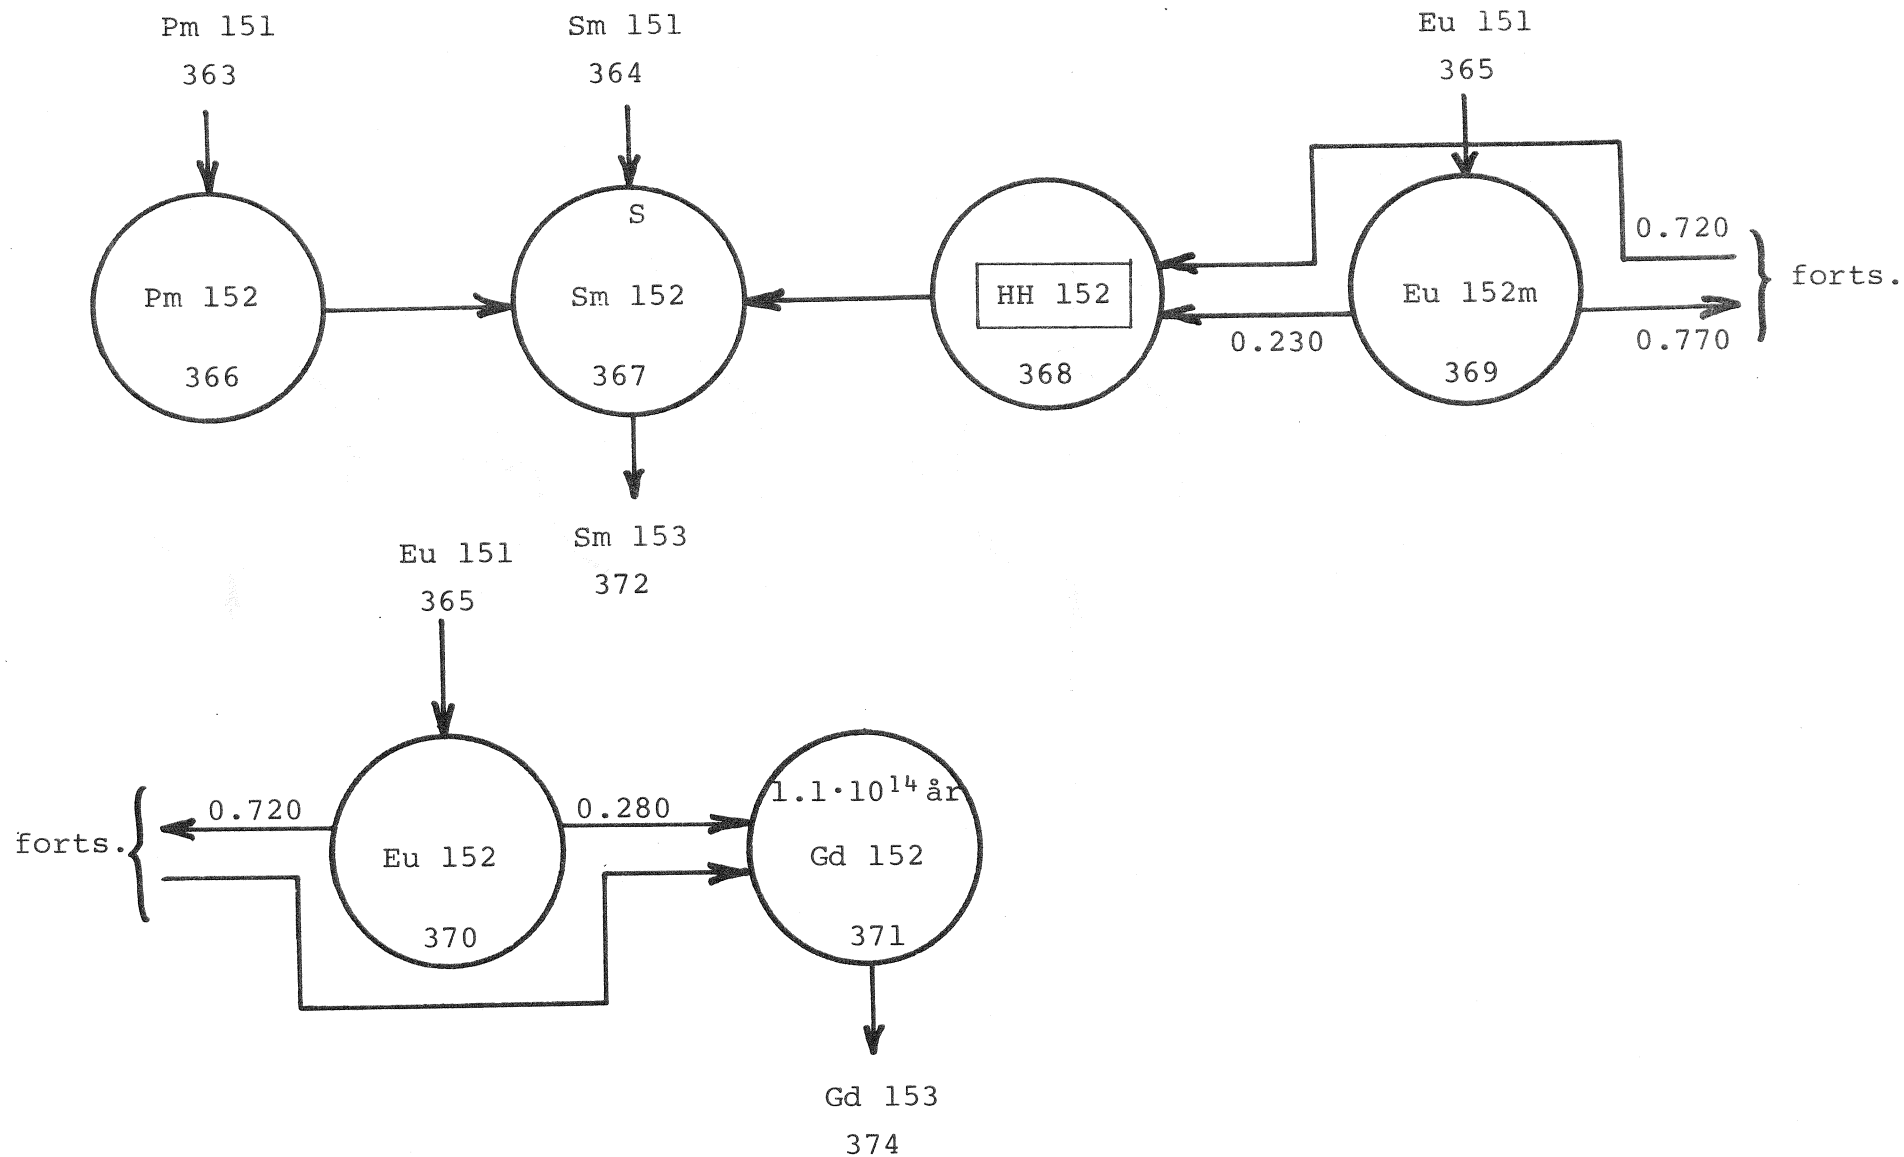 Pm 151
363
Sm 151
364
Eu 151
365
S
0.720
Pm 152
Sm 152
HH 152
Eu 152m
forts.
0.230
0.770
366
367
368
369
Sm 153
372
Eu 151
365
1.1·10¹⁴ år
0.720
0.280
forts.
Eu 152
Gd 152
370
371
Gd 153
374